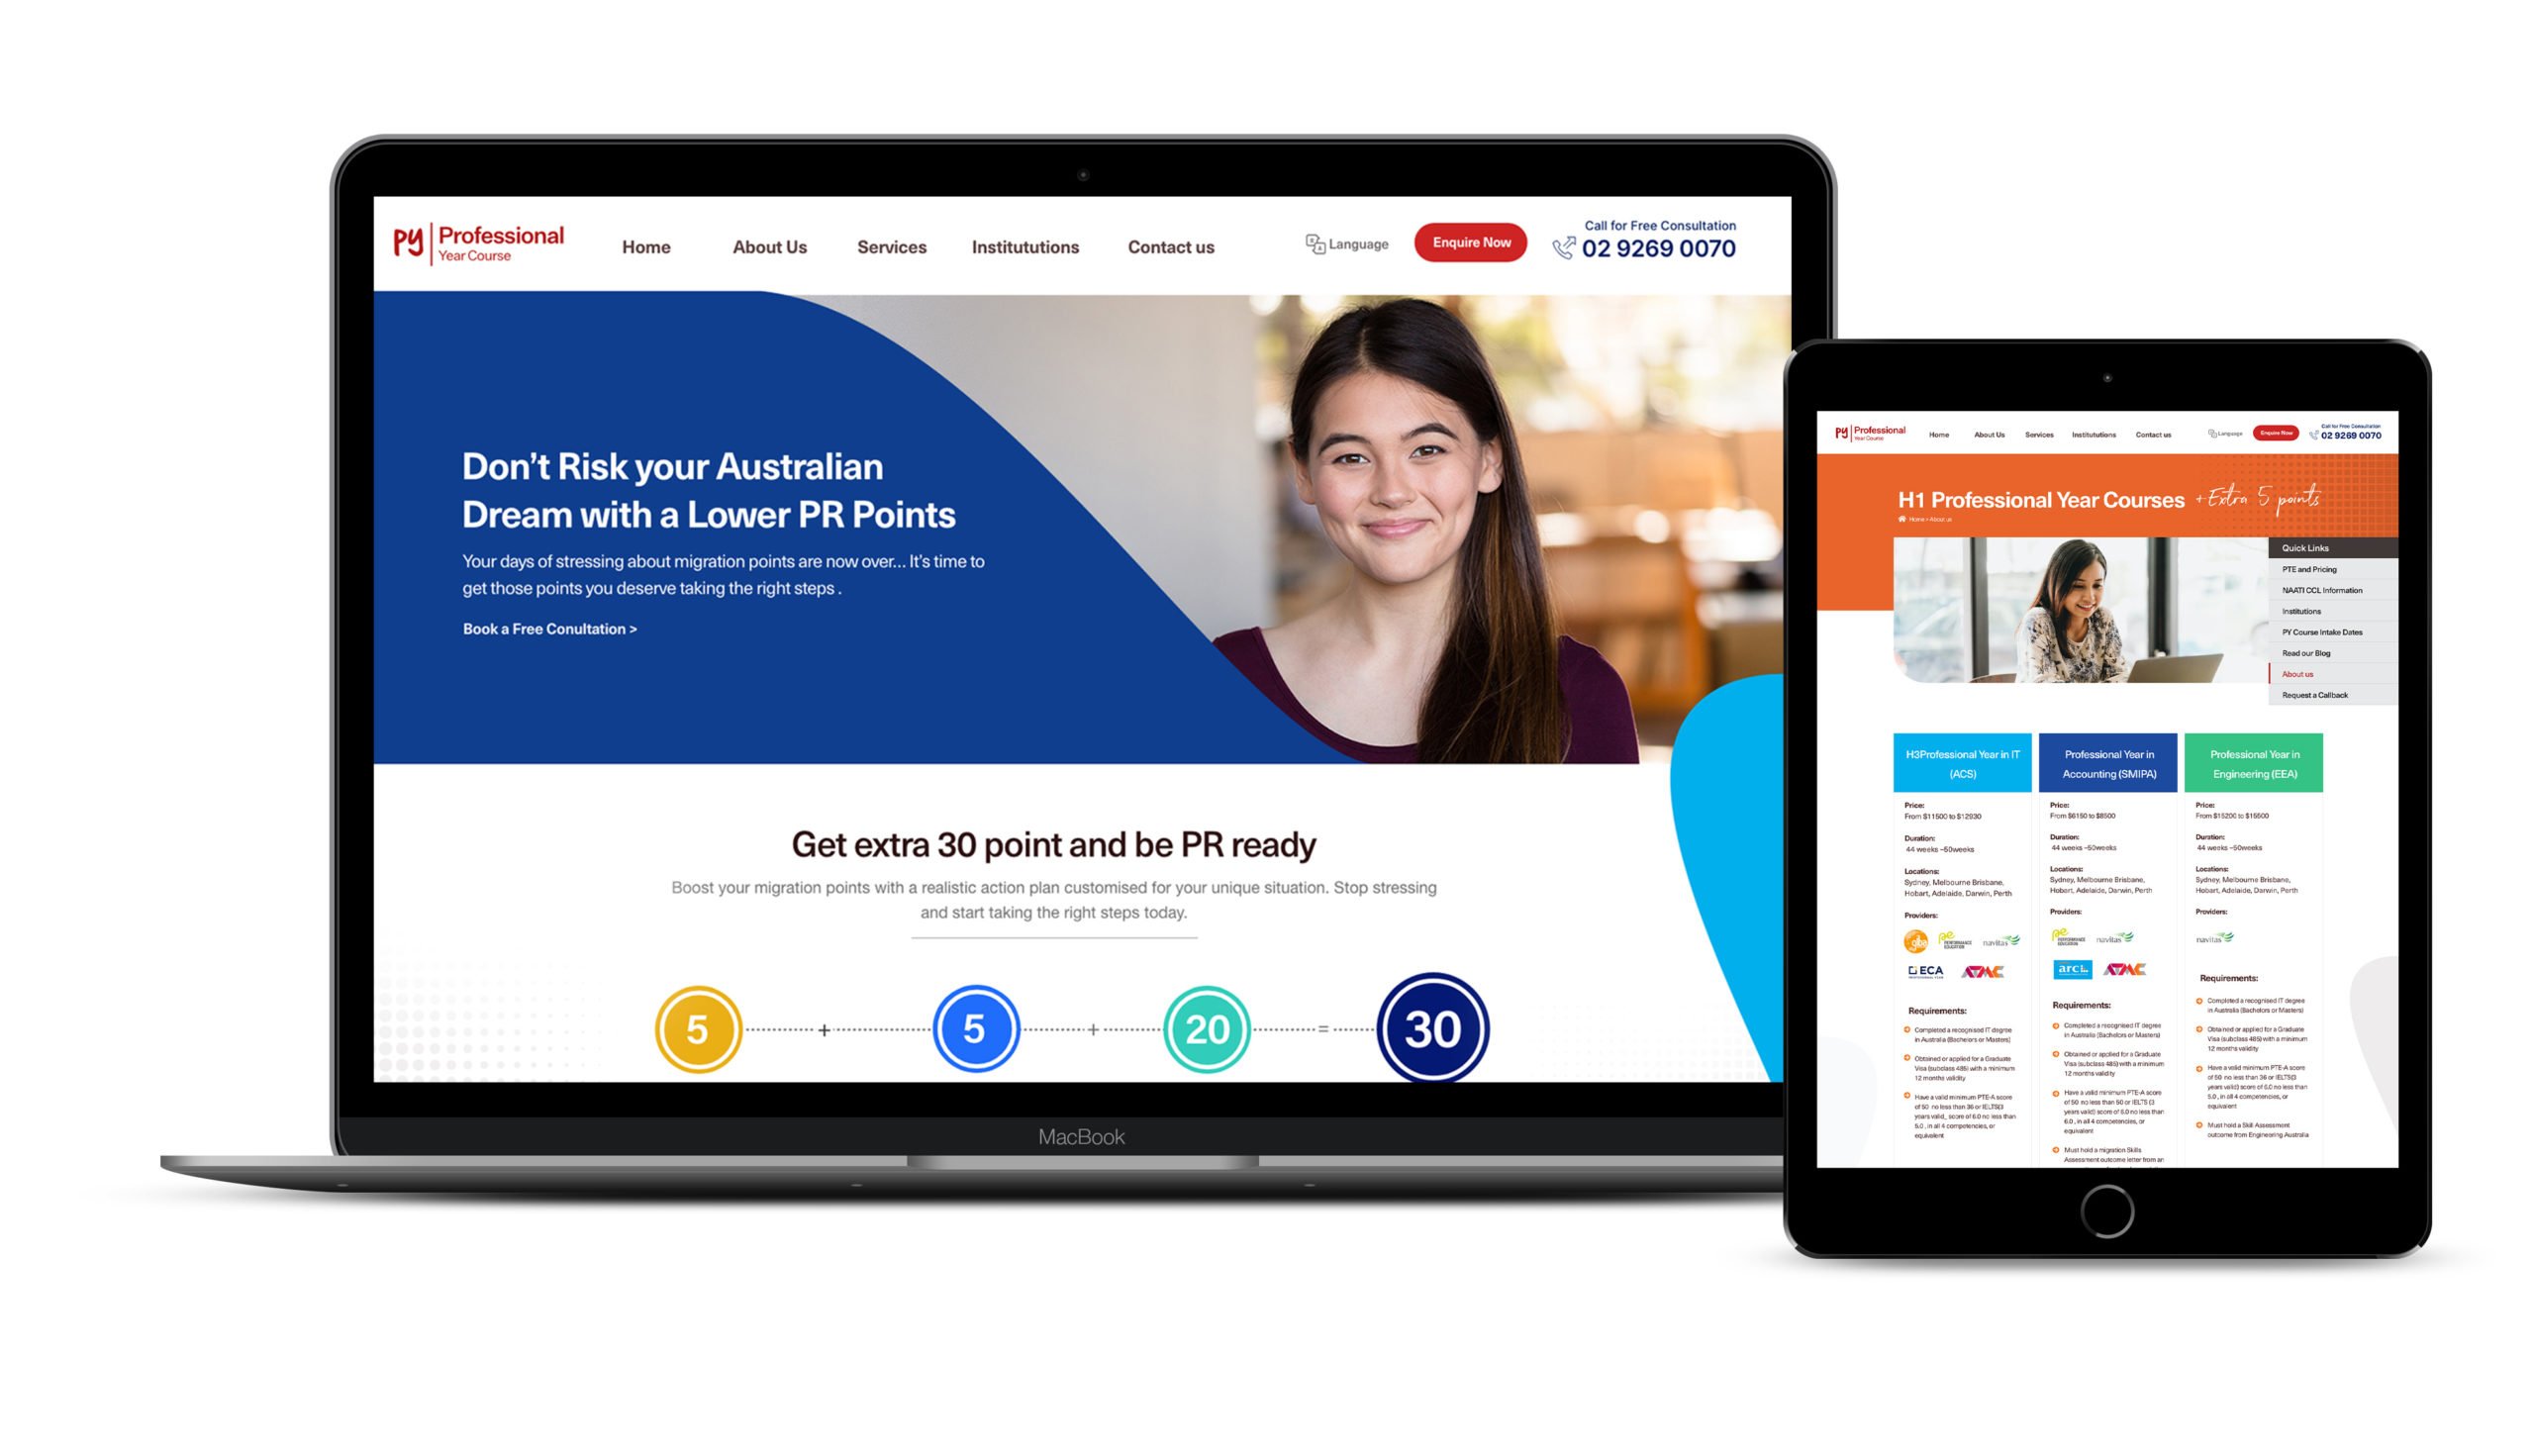 PY Professional
Year Course
Home
About Us
Services
Institututions
Contact us
Language
Enquire Now
Call for Free Consultation
02 9269 0070
Don't Risk your Australian
Dream with a Lower PR Points
Your days of stressing about migration points are now over... It's time to
get those points you deserve taking the right steps .
Book a Free Conultation >
Get extra 30 point and be PR ready
Boost your migration points with a realistic action plan customised for your unique situation. Stop stressing
and start taking the right steps today.
5 + 5 + 20 = 30
MacBook
PY Professional
Year Course
Home
About Us
Services
Institututions
Contact us
Language
Enquire Now
Call for Free Consultation
02 9269 0070
H1 Professional Year Courses + Extra 5 points
Home > About us
Quick Links
PTE and Pricing
NAATI CCL Information
Institutions
PY Course Intake Dates
Read our Blog
About us
Request a Callback
H3Professional Year in IT
(ACS)
Price:
From $11500 to $12930
Duration:
44 weeks –50weeks
Locations:
Sydney, Melbourne Brisbane,
Hobart, Adelaide, Darwin, Perth
Providers:
pe PERFORMANCE
EDUCATION
navitas
ECA
ATMC
Requirements:
Completed a recognised IT degree
in Australia (Bachelors or Masters)
Obtained or applied for a Graduate
Visa (subclass 485) with a minimum
12 months validity
Have a valid minimum PTE-A score
of 50 no less than 36 or IELTS(3
years valid, score of 6.0 no less than
5.0 , in all 4 competencies, or
equivalent
Professional Year in
Accounting (SMIPA)
Price:
From $6150 to $8500
Duration:
44 weeks –50weeks
Locations:
Sydney, Melbourne Brisbane,
Hobart, Adelaide, Darwin, Perth
Providers:
pe PERFORMANCE
EDUCATION
navitas
arc
ATMC
Requirements:
Completed a recognised IT degree
in Australia (Bachelors or Masters)
Obtained or applied for a Graduate
Visa (subclass 485) with a minimum
12 months validity
Have a valid minimum PTE-A score
of 50 no less than 50 or IELTS (3
years valid) score of 6.0 no less than
6.0 , in all 4 competencies, or
equivalent
Must hold a migration Skills
Assessment outcome letter from an
Professional Year in
Engineering (EEA)
Price:
From $15200 to $15600
Duration:
44 weeks –50weeks
Locations:
Sydney, Melbourne Brisbane,
Hobart, Adelaide, Darwin, Perth
Providers:
navitas
Requirements:
Completed a recognised IT degree
in Australia (Bachelors or Masters)
Obtained or applied for a Graduate
Visa (subclass 485) with a minimum
12 months validity
Have a valid minimum PTE-A score
of 50 no less than 36 or IELTS(3
years valid) score of 6.0 no less than
5.0 , in all 4 competencies, or
equivalent
Must hold a Skill Assessment
outcome from Engineering Australia